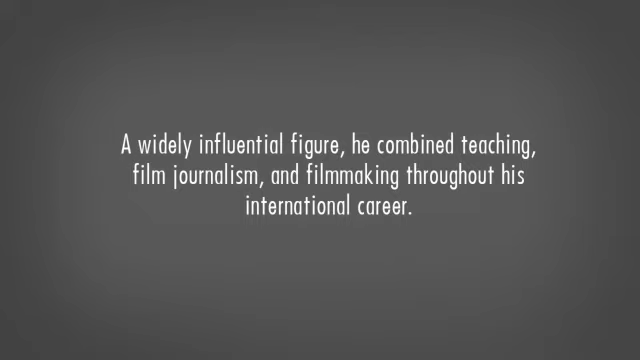 A widely influential figure, he combined teaching,
film journalism, and filmmaking throughout his
international career.